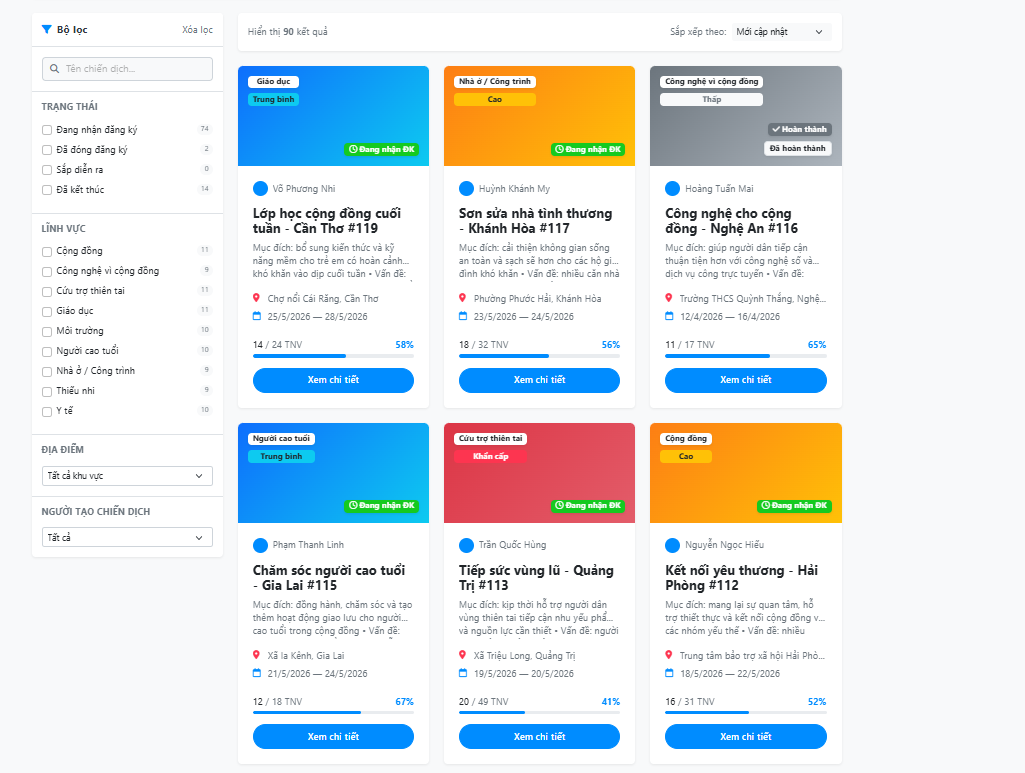 Bộ lọc
Xóa lọc
Tên chiến dịch...
TRẠNG THÁI
Đang nhận đăng ký 74
Đã đóng đăng ký 2
Sắp diễn ra 0
Đã kết thúc 14
LĨNH VỰC
Cộng đồng 11
Công nghệ vì cộng đồng 9
Cứu trợ thiên tai 11
Giáo dục 11
Môi trường 10
Người cao tuổi 10
Nhà ở / Công trình 9
Thiếu nhi 9
Y tế 10
ĐỊA ĐIỂM
Tất cả khu vực
NGƯỜI TẠO CHIẾN DỊCH
Tất cả
Hiển thị 90 kết quả
Sắp xếp theo: Mới cập nhật
Giáo dục
Trung bình
Đang nhận ĐK
Võ Phương Nhi
Lớp học cộng đồng cuối
tuần - Cần Thơ #119
Mục đích: bổ sung kiến thức và kỹ
năng mềm cho trẻ em có hoàn cảnh...
khó khăn vào dịp cuối tuần • Vấn đề:
Chợ nổi Cái Răng, Cần Thơ
25/5/2026 — 28/5/2026
14 / 24 TNV 58%
Xem chi tiết
Nhà ở / Công trình
Cao
Đang nhận ĐK
Huỳnh Khánh My
Sơn sửa nhà tình thương
- Khánh Hòa #117
Mục đích: cải thiện không gian sống
an toàn và sạch sẽ hơn cho các hộ gi...
đình khó khăn • Vấn đề: nhiều căn nhà
Phường Phước Hải, Khánh Hòa
23/5/2026 — 24/5/2026
18 / 32 TNV 56%
Xem chi tiết
Công nghệ vì cộng đồng
Thấp
Hoàn thành
Đã hoàn thành
Hoàng Tuấn Mai
Công nghệ cho cộng
đồng - Nghệ An #116
Mục đích: giúp người dân tiếp cận
thuận tiện hơn với công nghệ số và...
dịch vụ công trực tuyến • Vấn đề:
Trường THCS Quỳnh Thắng, Nghệ...
12/4/2026 — 16/4/2026
11 / 17 TNV 65%
Xem chi tiết
Người cao tuổi
Trung bình
Đang nhận ĐK
Phạm Thanh Linh
Chăm sóc người cao tuổi
- Gia Lai #115
Mục đích: đồng hành, chăm sóc và tạo
thêm hoạt động giao lưu cho người...
cao tuổi trong cộng đồng • Vấn đề:
Xã Ia Kênh, Gia Lai
21/5/2026 — 24/5/2026
12 / 18 TNV 67%
Xem chi tiết
Cứu trợ thiên tai
Khẩn cấp
Đang nhận ĐK
Trần Quốc Hùng
Tiếp sức vùng lũ - Quảng
Trị #113
Mục đích: kịp thời hỗ trợ người dân
vùng thiên tai tiếp cận nhu yếu phẩ...
và nguồn lực cần thiết • Vấn đề: người
Xã Triệu Long, Quảng Trị
19/5/2026 — 20/5/2026
20 / 49 TNV 41%
Xem chi tiết
Cộng đồng
Cao
Đang nhận ĐK
Nguyễn Ngọc Hiếu
Kết nối yêu thương - Hải
Phòng #112
Mục đích: mang lại sự quan tâm, hỗ
trợ thiết thực và kết nối cộng đồng v...
các nhóm yếu thế • Vấn đề: nhiều
Trung tâm bảo trợ xã hội Hải Phò...
18/5/2026 — 22/5/2026
16 / 31 TNV 52%
Xem chi tiết